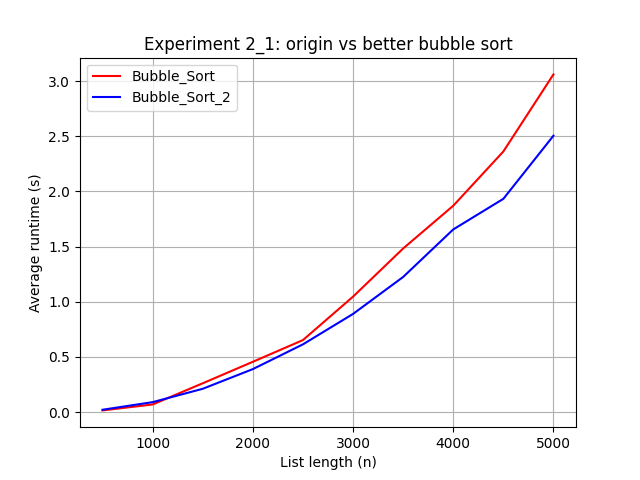 Experiment 2_1: origin vs better bubble sort
Bubble_Sort
Bubble_Sort_2
3.0
2.5
2.0
1.5
1.0
0.5
0.0
Average runtime (s)
1000 2000 3000 4000 5000
List length (n)